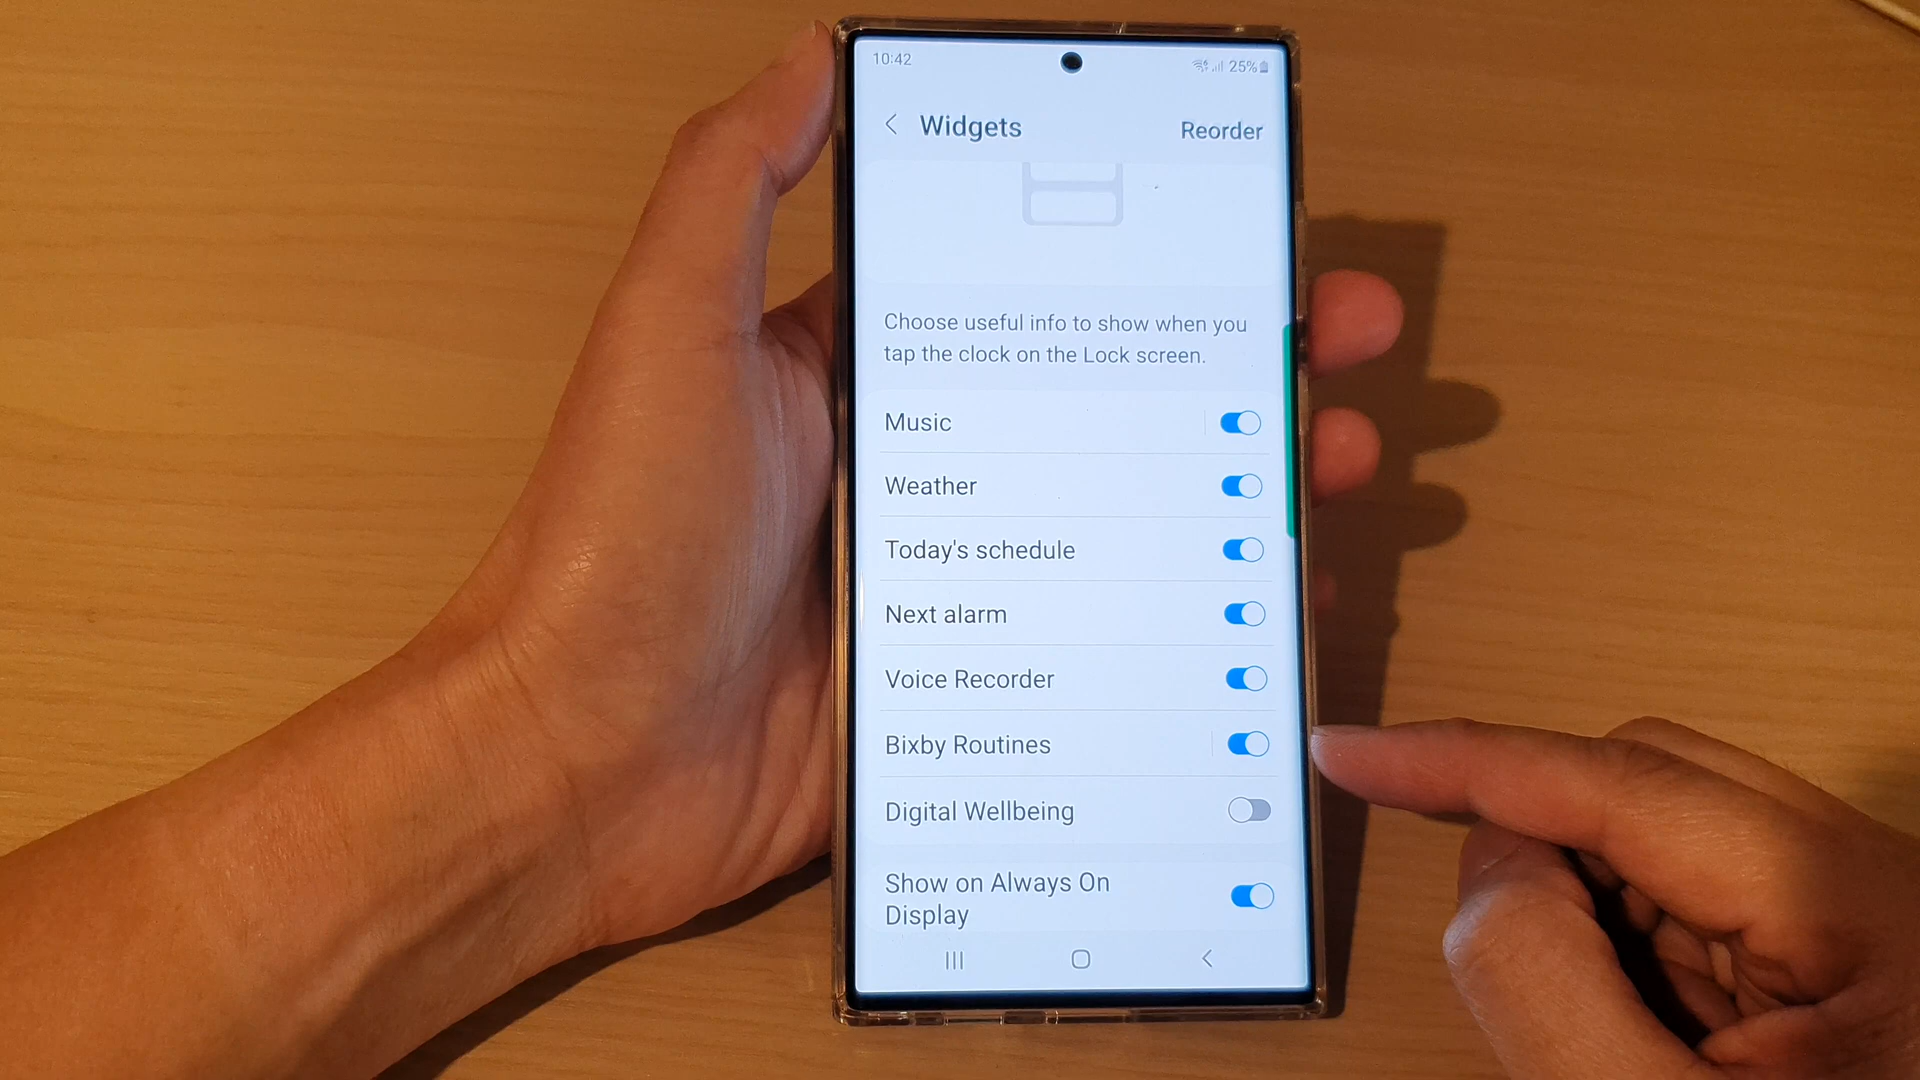 10:42
25%
Widgets
Reorder
Choose useful info to show when you
tap the clock on the Lock screen.
Music
Weather
Today's schedule
Next alarm
Voice Recorder
Bixby Routines
Digital Wellbeing
Show on Always On
Display